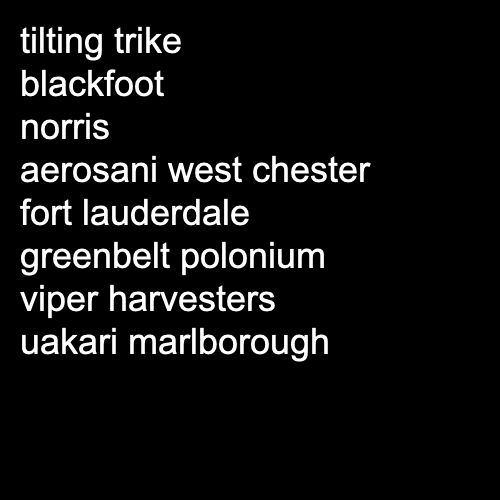 tilting trike
blackfoot
norris
aerosani west chester
fort lauderdale
greenbelt polonium
viper harvesters
uakari marlborough